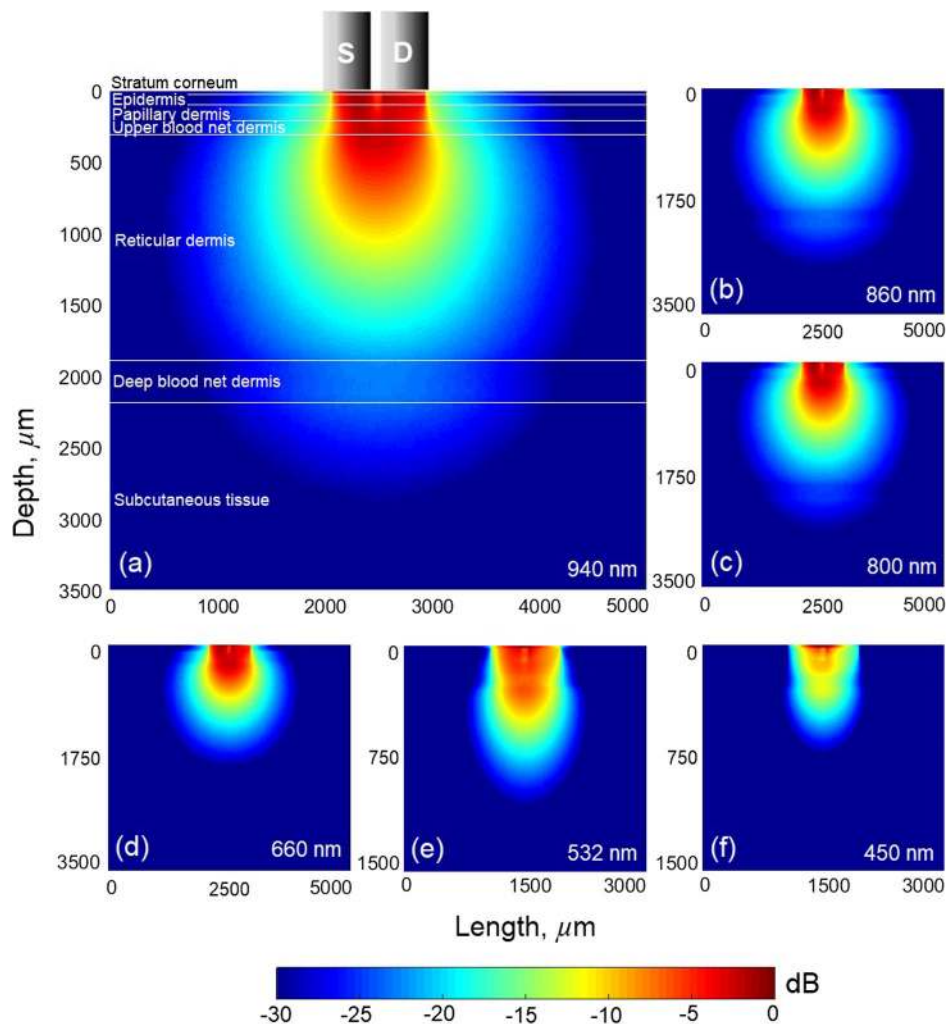 S D
Stratum corneum
0
Epidermis
Papillary dermis
Upper blood net dermis
500
Reticular dermis
1000
1500
Deep blood net dermis
2000
2500
Subcutaneous tissue
3000
3500
(a) 940 nm
0 1000 2000 3000 4000 5000
Depth, μm
0
1750
3500
(b) 860 nm
0 2500 5000
0
1750
3500
(c) 800 nm
0 2500 5000
0
1750
3500
(d) 660 nm
0 2500 5000
0
750
1500
(e) 532 nm
0 1500 3000
0
750
1500
(f) 450 nm
0 1500 3000
Length, μm
dB
-30 -25 -20 -15 -10 -5 0